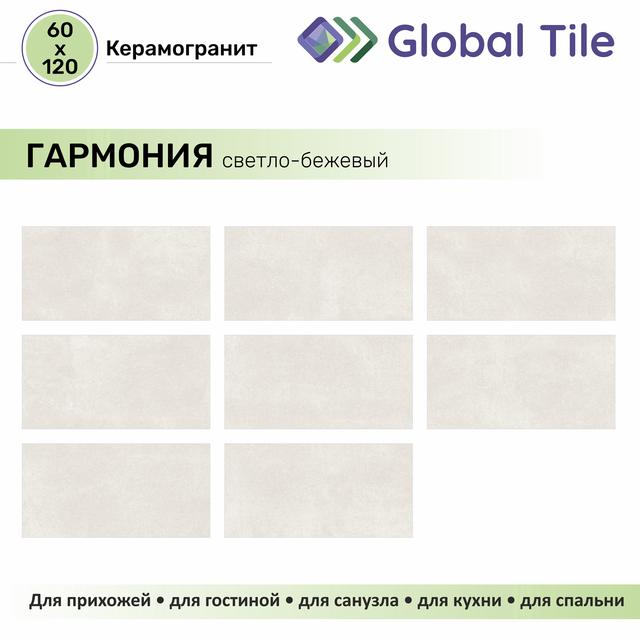 60
x
120
Керамогранит
Global Tile
ГАРМОНИЯ светло-бежевый
Для прихожей • для гостиной • для санузла • для кухни • для спальни